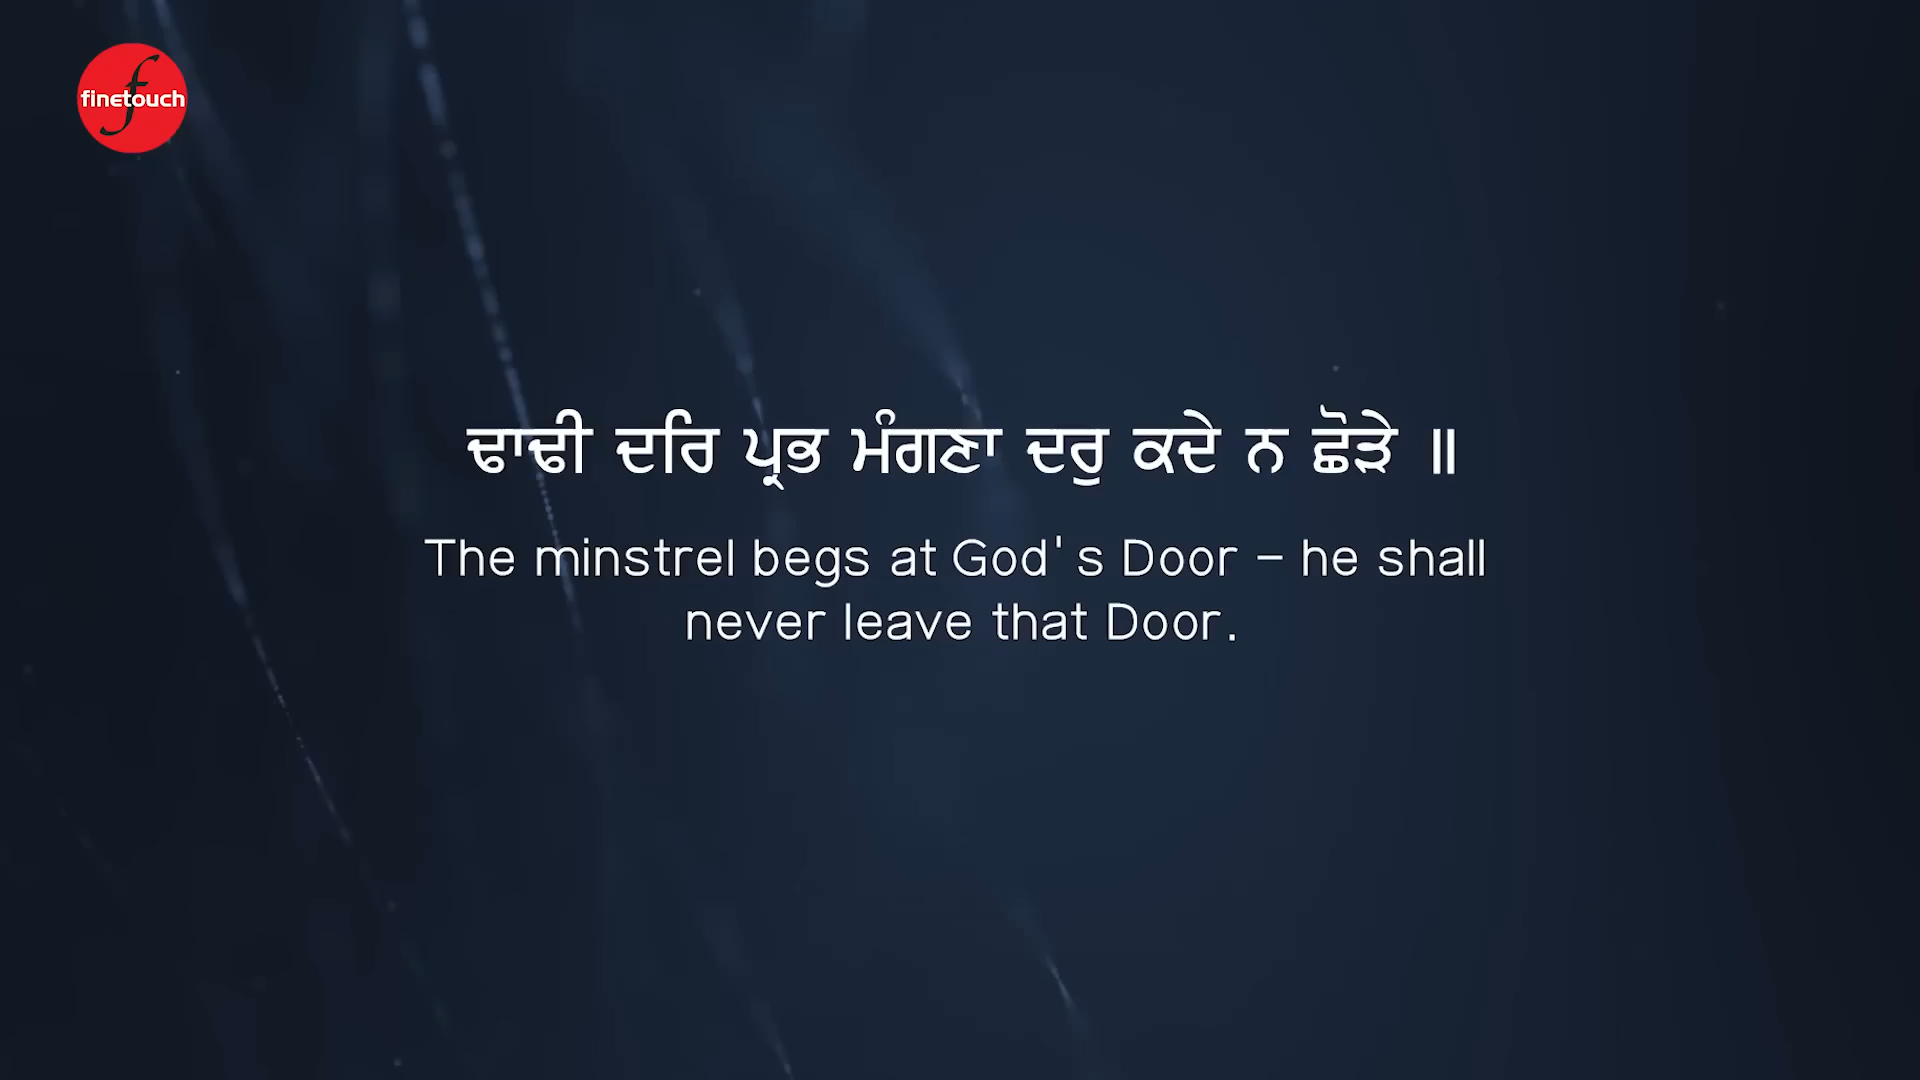 finetouch
ਢਾਢੀ ਦਰਿ ਪ੍ਰਭ ਮੰਗਣਾ ਦਰੁ ਕਦੇ ਨ ਛੋੜੇ ॥
The minstrel begs at God's Door – he shall
never leave that Door.